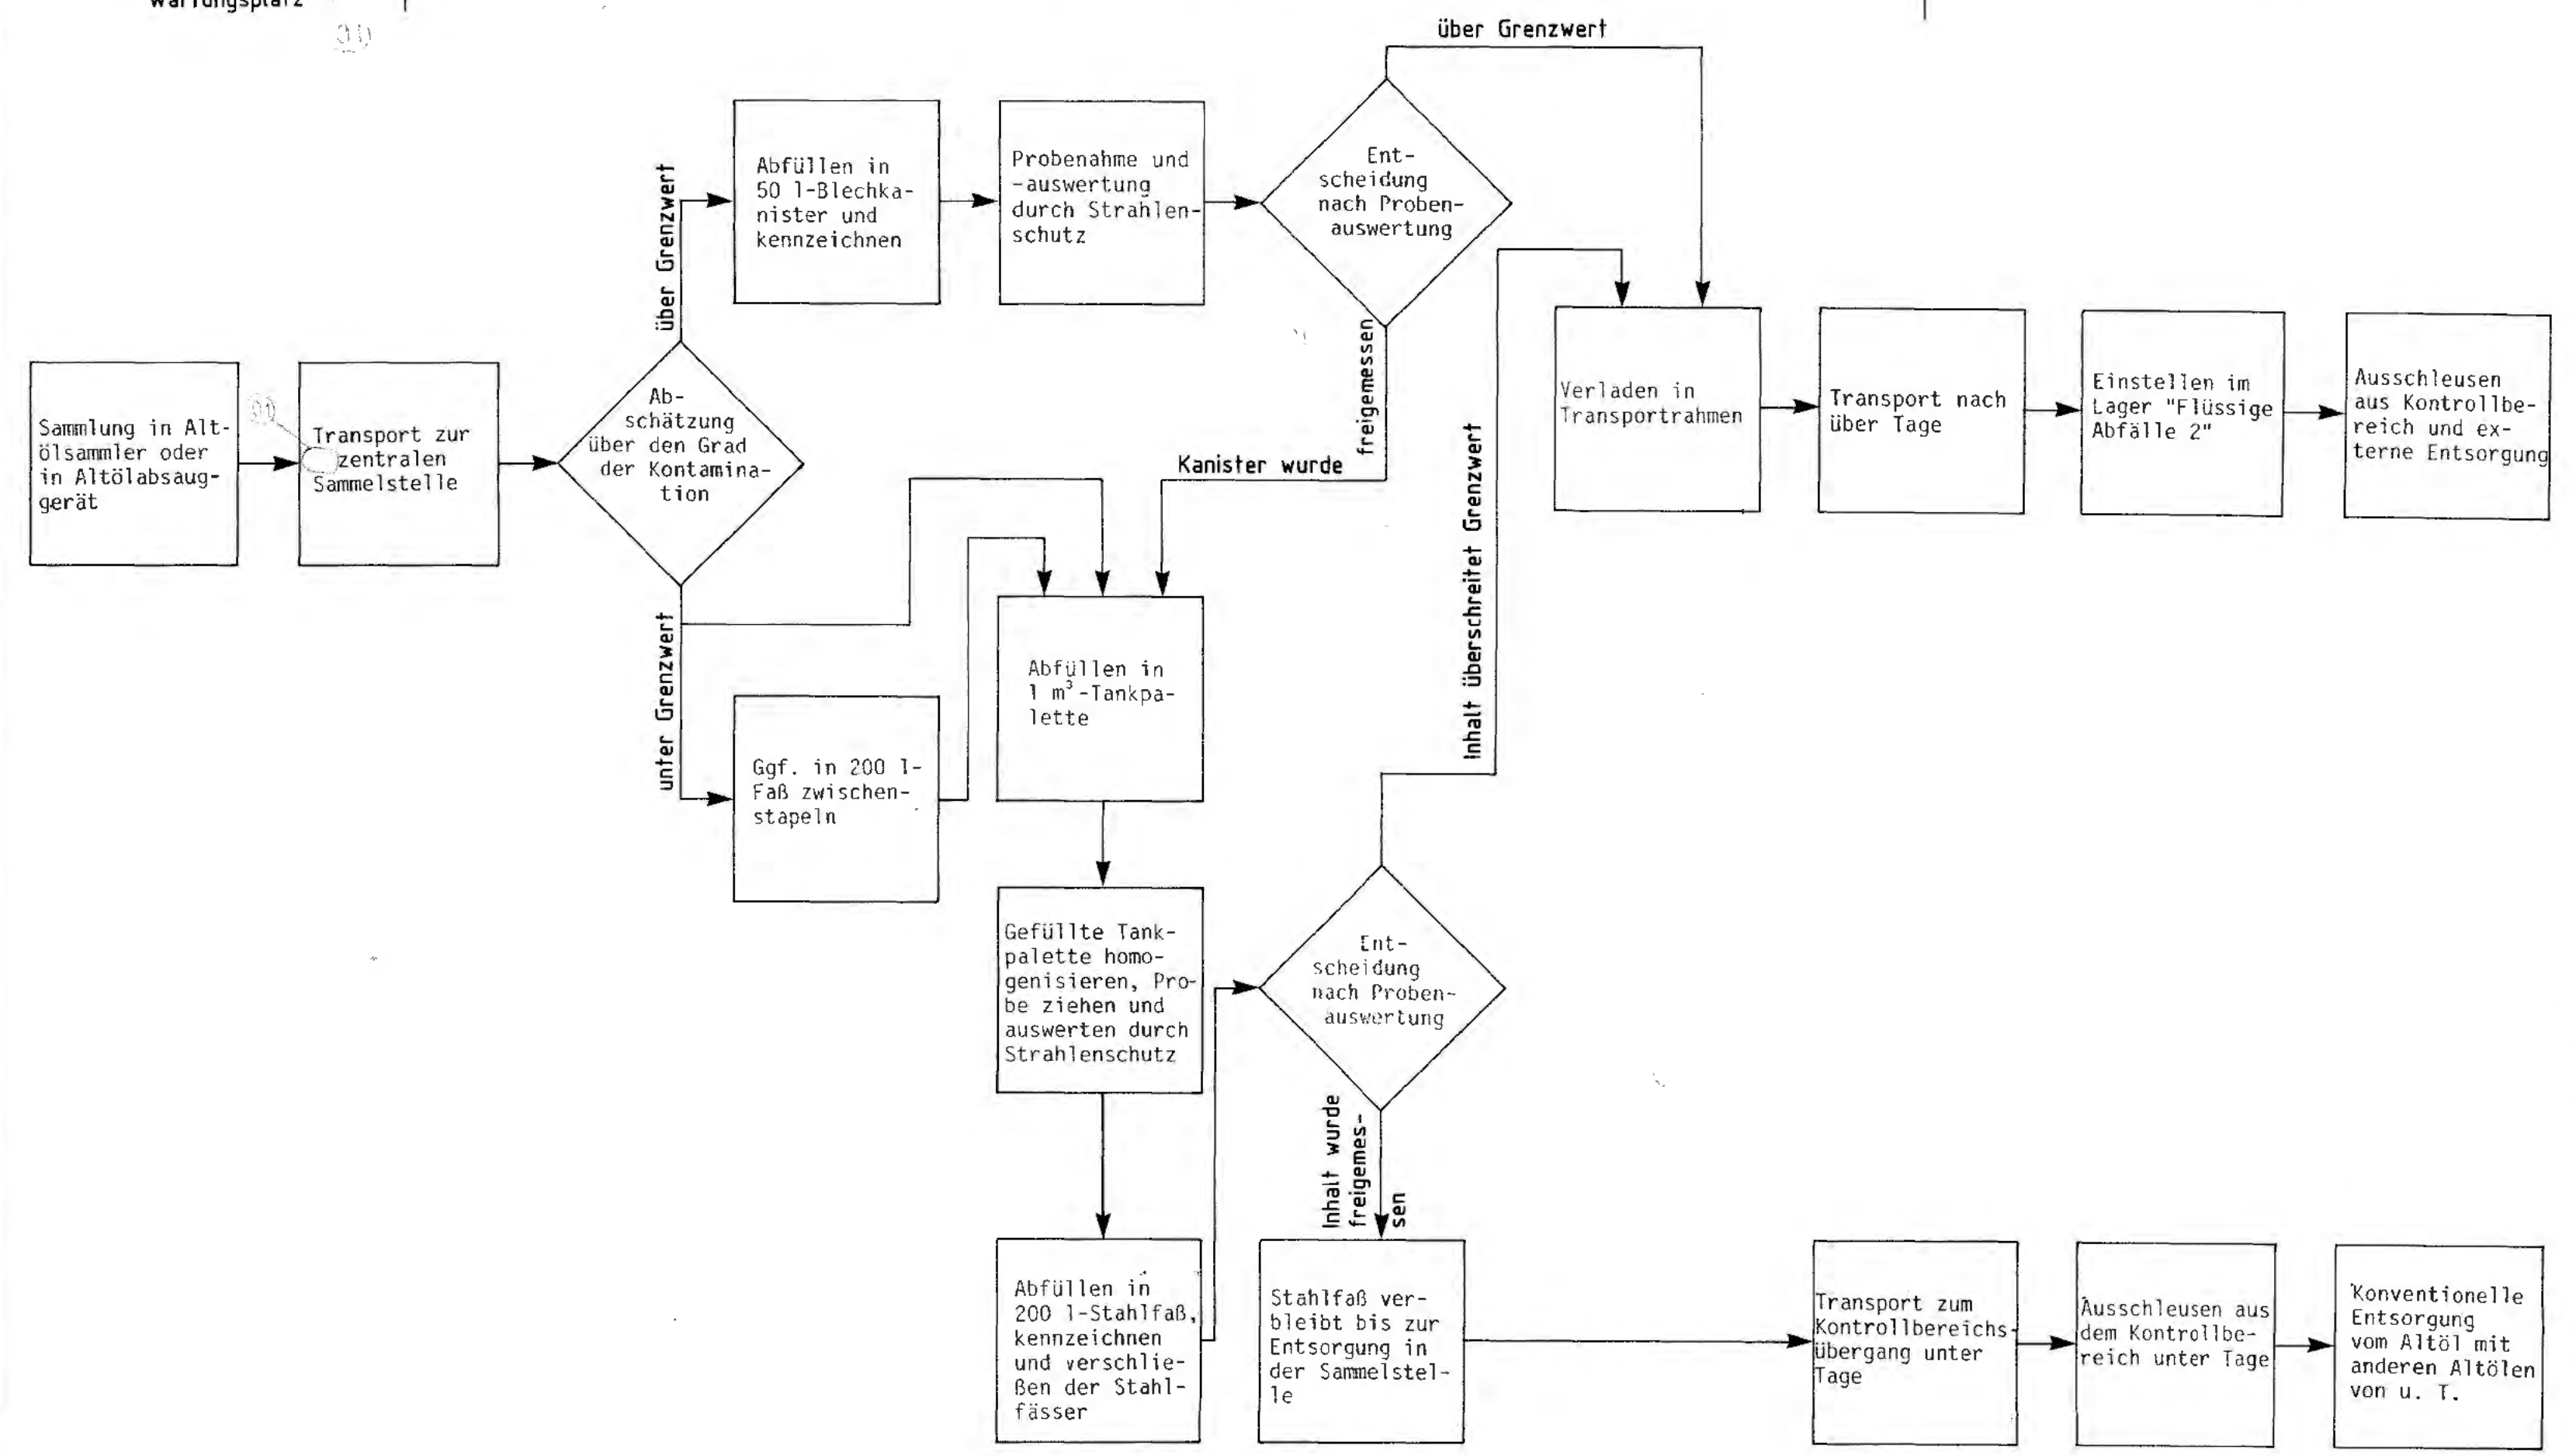 Wartungsplatz
01
über Grenzwert
Abfüllen in
50 l-Blechka-
nister und
kennzeichnen
Probenahme und
-auswertung
durch Strahlen-
schutz
Ent-
scheidung
nach Proben-
auswertung
über Grenzwert
Sammlung in Alt-
ölsammler oder
in Altölabsaug-
gerät
01
Transport zur
zentralen
Sammelstelle
Ab-
schätzung
über den Grad
der Kontamina-
tion
Kanister wurde
freigemessen
Verladen in
Transportrahmen
Transport nach
über Tage
Einstellen im
Lager "Flüssige
Abfälle 2"
Ausschleusen
aus Kontrollbe-
reich und ex-
terne Entsorgung
unter Grenzwert
Ggf. in 200 l-
Faß zwischen-
stapeln
Abfüllen in
1 m³-Tankpa-
lette
Inhalt überschreitet Grenzwert
Gefüllte Tank-
palette homo-
genisieren, Pro-
be ziehen und
auswerten durch
Strahlenschutz
Ent-
scheidung
nach Proben-
auswertung
Inhalt wurde
freigemes-
sen
Abfüllen in
200 l-Stahlfaß,
kennzeichnen
und verschlie-
ßen der Stahl-
fässer
Stahlfaß ver-
bleibt bis zur
Entsorgung in
der Sammelstel-
le
Transport zum
Kontrollbereichs-
übergang unter
Tage
Ausschleusen aus
dem Kontrollbe-
reich unter Tage
Konventionelle
Entsorgung
vom Altöl mit
anderen Altölen
von u. T.